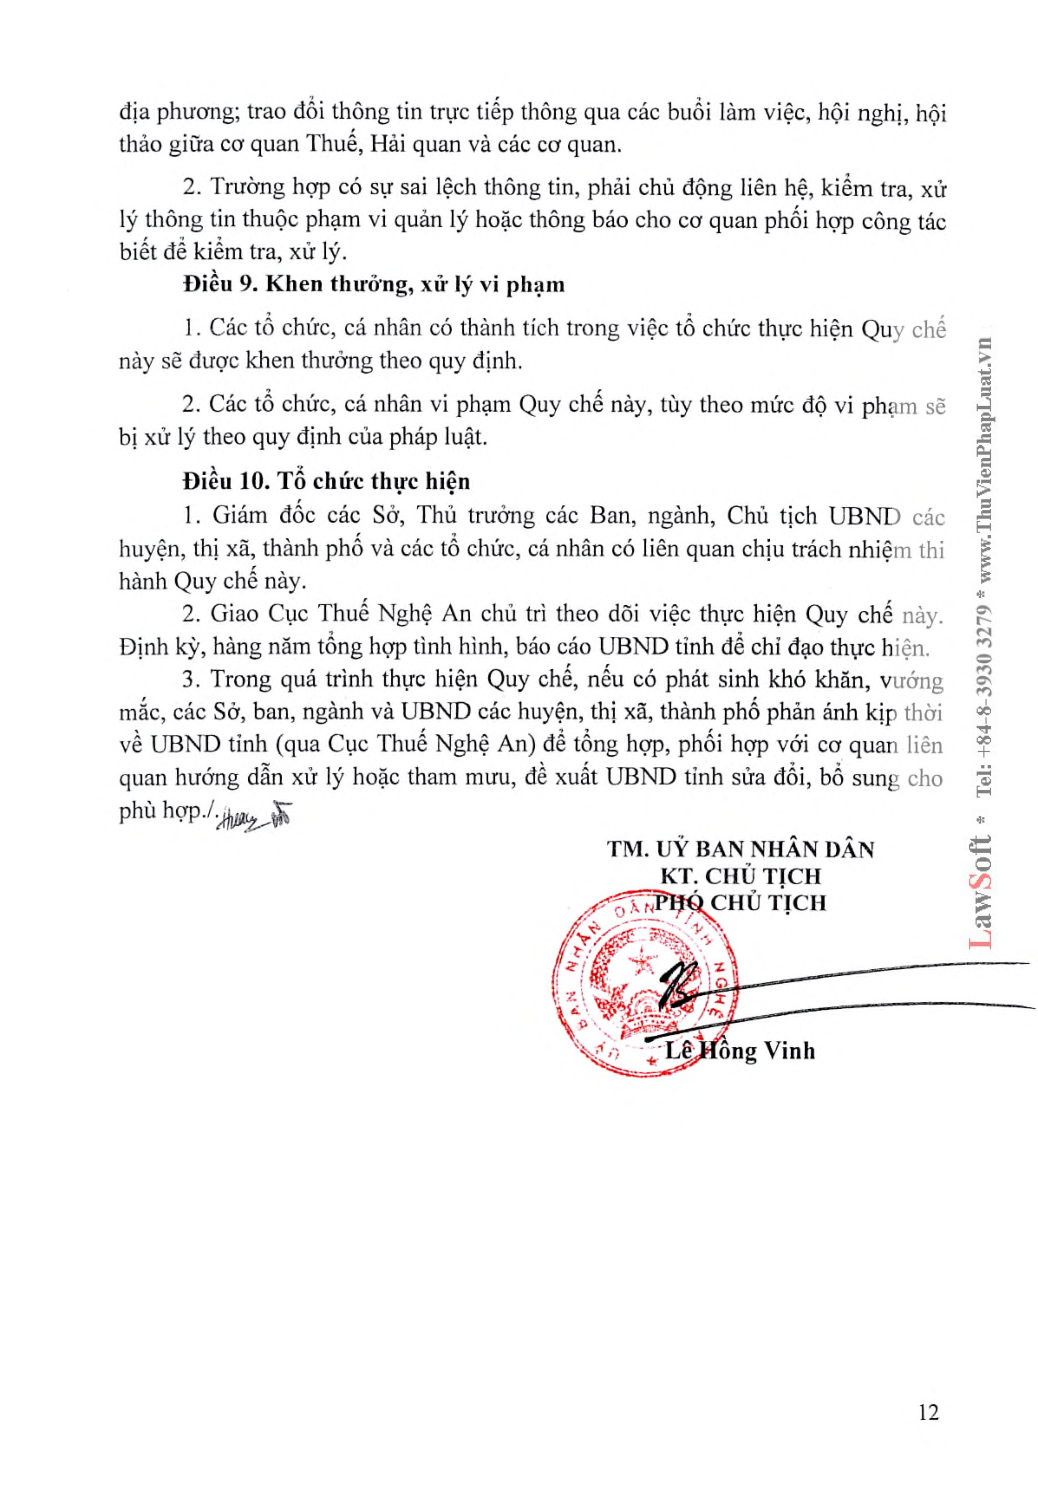 địa phương; trao đổi thông tin trực tiếp thông qua các buổi làm việc, hội nghị, hội
thảo giữa cơ quan Thuế, Hải quan và các cơ quan.
2. Trường hợp có sự sai lệch thông tin, phải chủ động liên hệ, kiểm tra, xử
lý thông tin thuộc phạm vi quản lý hoặc thông báo cho cơ quan phối hợp công tác
biết để kiểm tra, xử lý.
Điều 9. Khen thưởng, xử lý vi phạm
1. Các tổ chức, cá nhân có thành tích trong việc tổ chức thực hiện Quy chế
này sẽ được khen thưởng theo quy định.
2. Các tổ chức, cá nhân vi phạm Quy chế này, tùy theo mức độ vi phạm sẽ
bị xử lý theo quy định của pháp luật.
Điều 10. Tổ chức thực hiện
1. Giám đốc các Sở, Thủ trưởng các Ban, ngành, Chủ tịch UBND các
huyện, thị xã, thành phố và các tổ chức, cá nhân có liên quan chịu trách nhiệm thi
hành Quy chế này.
2. Giao Cục Thuế Nghệ An chủ trì theo dõi việc thực hiện Quy chế này.
Định kỳ, hàng năm tổng hợp tình hình, báo cáo UBND tỉnh để chỉ đạo thực hiện.
3. Trong quá trình thực hiện Quy chế, nếu có phát sinh khó khăn, vướng
mắc, các Sở, ban, ngành và UBND các huyện, thị xã, thành phố phản ánh kịp thời
về UBND tỉnh (qua Cục Thuế Nghệ An) để tổng hợp, phối hợp với cơ quan liên
quan hướng dẫn xử lý hoặc tham mưu, đề xuất UBND tỉnh sửa đổi, bổ sung cho
phù hợp./.
TM. UỶ BAN NHÂN DÂN
KT. CHỦ TỊCH
PHÓ CHỦ TỊCH
UỶ BAN NHÂN DÂN TỈNH NGHỆ AN
Lê Hồng Vinh
LawSoft * Tel: +84-8-3930 3279 * www.ThuVienPhapLuat.vn
12